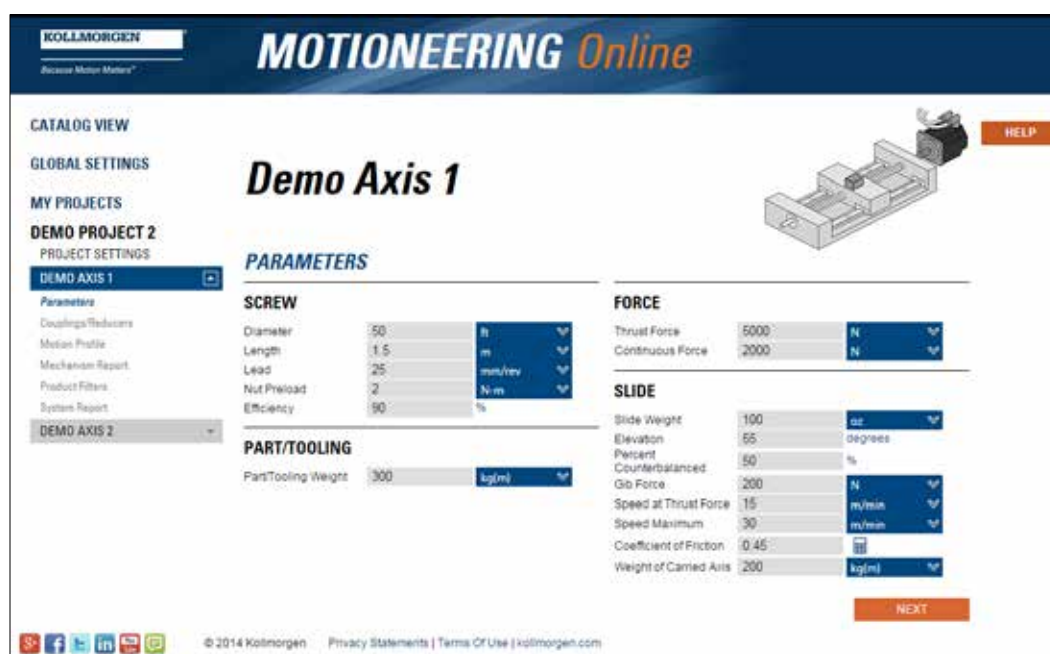 KOLLMORGEN
Because Motion Matters™
MOTIONEERING Online
HELP
CATALOG VIEW
GLOBAL SETTINGS
MY PROJECTS
DEMO PROJECT 2
PROJECT SETTINGS
DEMO AXIS 1
Parameters
Couplings/Reducers
Motion Profile
Mechanism Report
Product Filters
System Report
DEMO AXIS 2
Demo Axis 1
PARAMETERS
SCREW
Diameter 50 ft
Length 1.5 m
Lead 25 mm/rev
Nut Preload 2 N-m
Efficiency 90 %
PART/TOOLING
Part/Tooling Weight 300 kg(m)
FORCE
Thrust Force 5000 N
Continuous Force 2000 N
SLIDE
Slide Weight 100 oz
Elevation 55 degrees
Percent
Counterbalanced 50 %
Gib Force 200 N
Speed at Thrust Force 15 m/min
Speed Maximum 30 m/min
Coefficient of Friction 0.45
Weight of Carried Axis 200 kg(m)
NEXT
© 2014 Kollmorgen Privacy Statements | Terms Of Use | kollmorgen.com